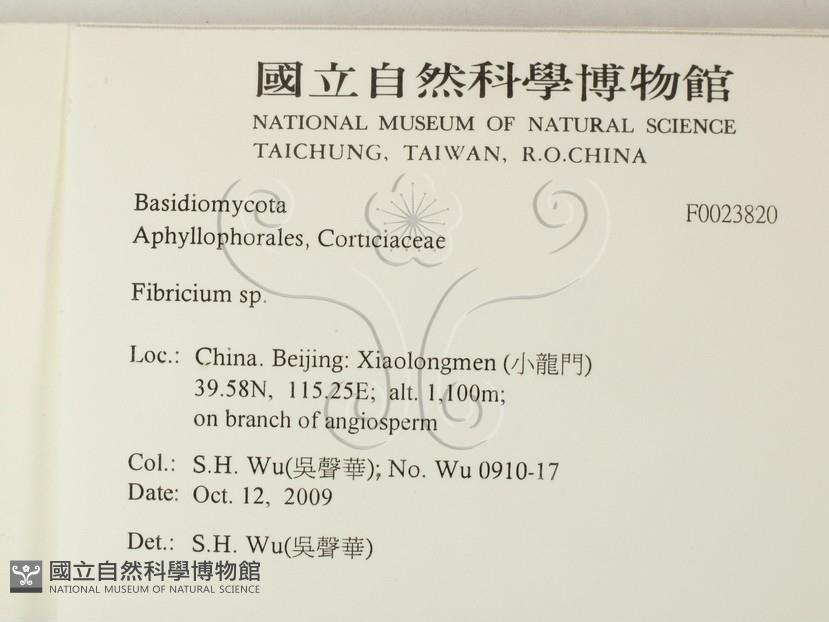 國立自然科學博物館
NATIONAL MUSEUM OF NATURAL SCIENCE
TAICHUNG, TAIWAN, R.O.CHINA
Basidiomycota
F0023820
Aphyllophorales, Corticiaceae
Fibricium sp.
Loc.: China. Beijing: Xiaolongmen (小龍門)
39.58N, 115.25E; alt. 1,100m;
on branch of angiosperm
Col.: S.H. Wu(吳聲華); No. Wu 0910-17
Date: Oct. 12, 2009
Det.: S.H. Wu(吳聲華)
國立自然科學博物館
NATIONAL MUSEUM OF NATURAL SCIENCE